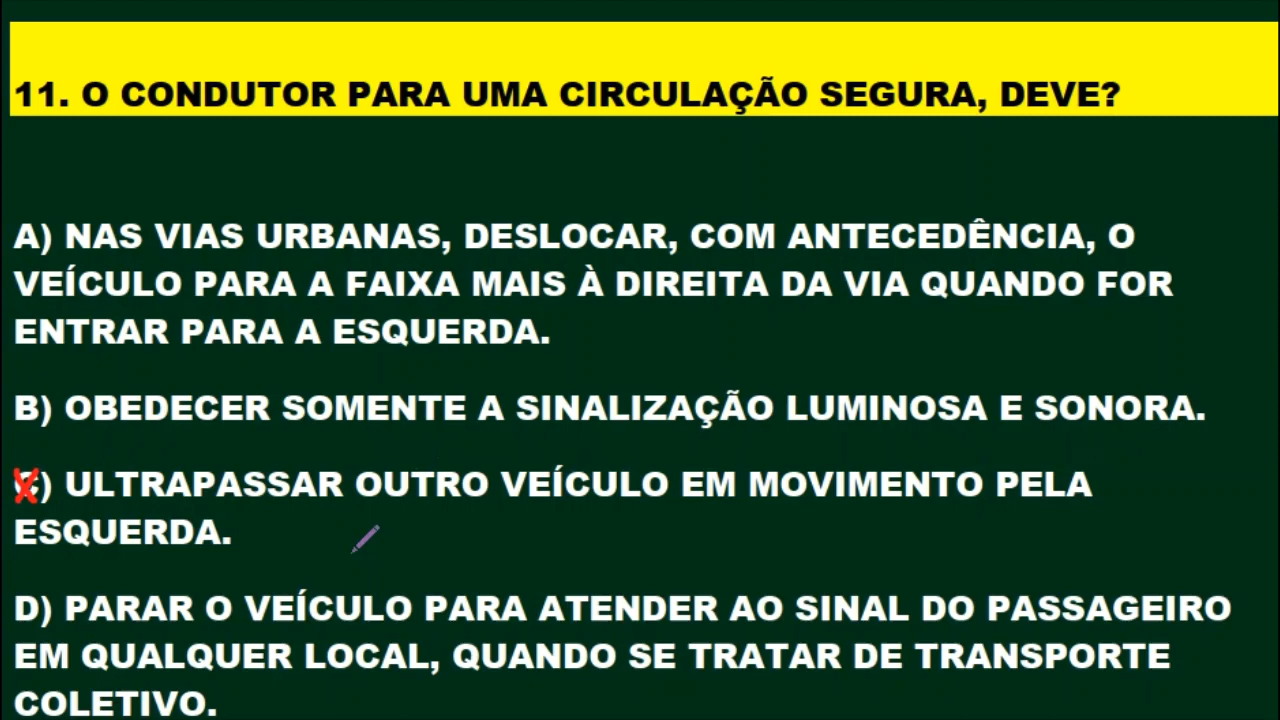 11. O CONDUTOR PARA UMA CIRCULAÇÃO SEGURA, DEVE?
A) NAS VIAS URBANAS, DESLOCAR, COM ANTECEDÊNCIA, O
VEÍCULO PARA A FAIXA MAIS À DIREITA DA VIA QUANDO FOR
ENTRAR PARA A ESQUERDA.
B) OBEDECER SOMENTE A SINALIZAÇÃO LUMINOSA E SONORA.
C) ULTRAPASSAR OUTRO VEÍCULO EM MOVIMENTO PELA
ESQUERDA.
D) PARAR O VEÍCULO PARA ATENDER AO SINAL DO PASSAGEIRO
EM QUALQUER LOCAL, QUANDO SE TRATAR DE TRANSPORTE
COLETIVO.